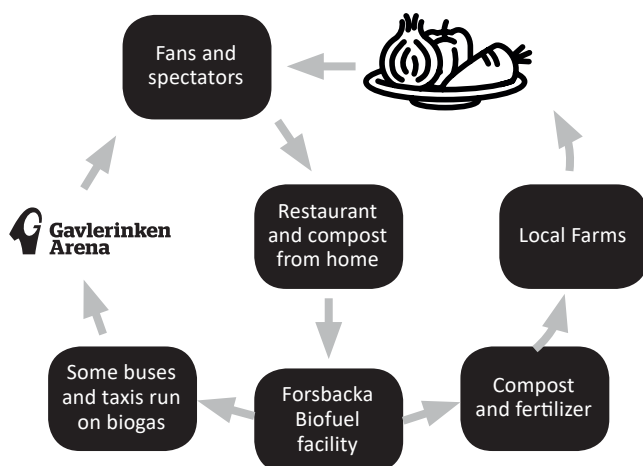 Fans and
spectators
Restaurant
and compost
from home
Local Farms
Gavlerinken
Arena
Some buses
and taxis run
on biogas
Forsbacka
Biofuel
facility
Compost
and fertilizer